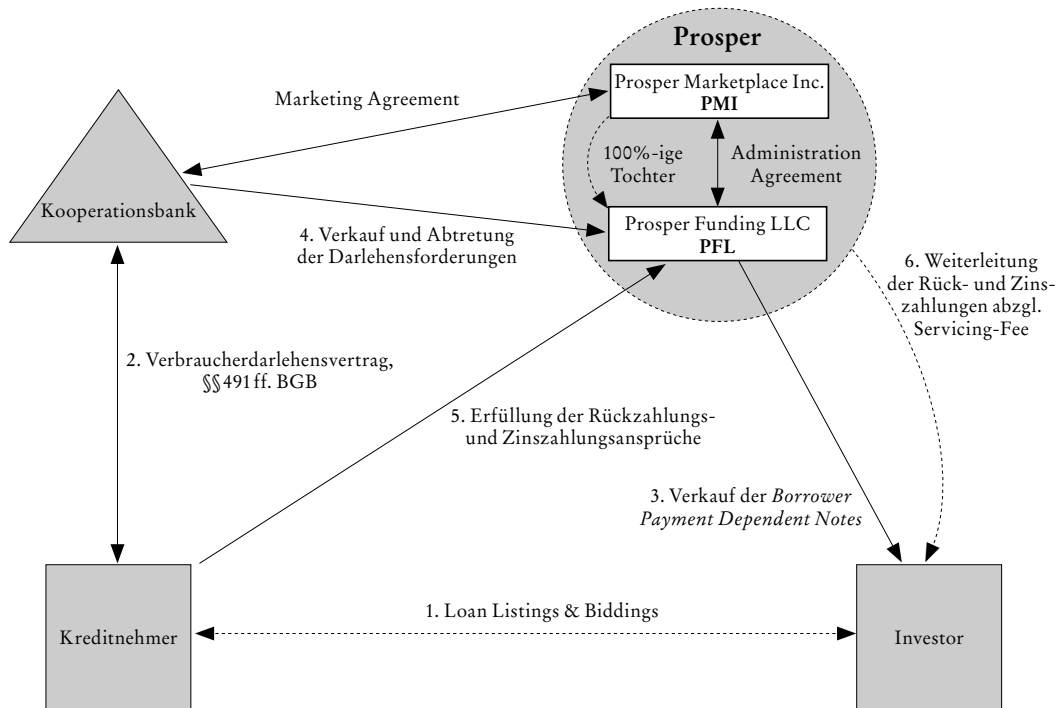 Prosper
Prosper Marketplace Inc.
PMI
Marketing Agreement
100%-ige
Tochter
Administration
Agreement
Kooperationsbank
Prosper Funding LLC
PFL
4. Verkauf und Abtretung
der Darlehensforderungen
6. Weiterleitung
der Rück- und Zins-
zahlungen abzgl.
Servicing-Fee
2. Verbraucherdarlehensvertrag,
§§ 491 ff. BGB
5. Erfüllung der Rückzahlungs-
und Zinszahlungsansprüche
3. Verkauf der Borrower
Payment Dependent Notes
1. Loan Listings & Biddings
Kreditnehmer
Investor